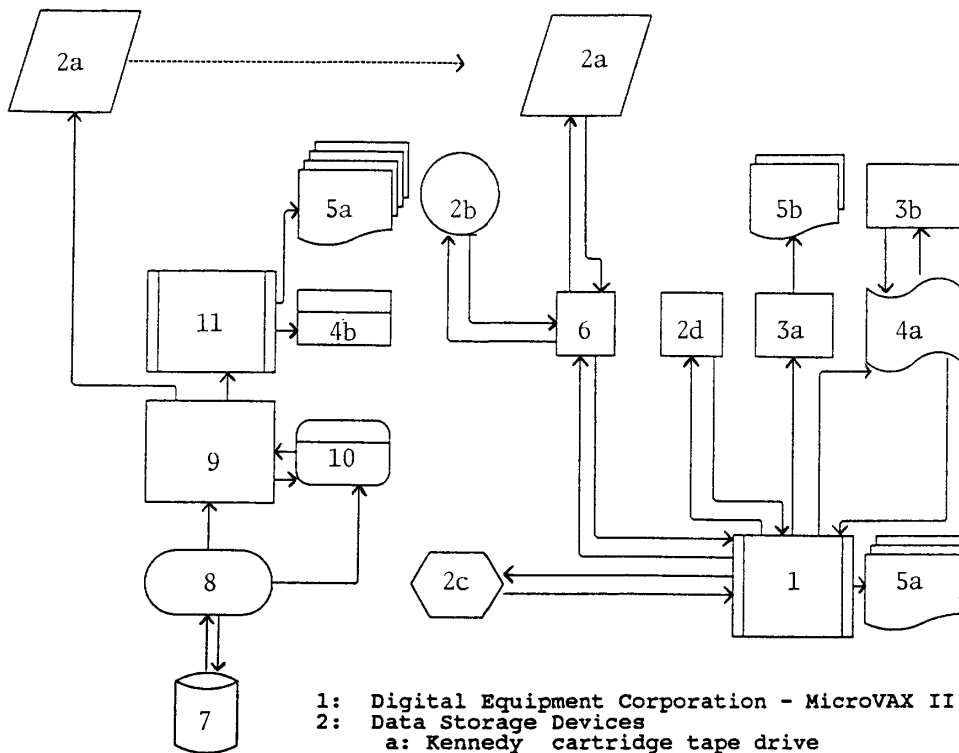 2a
2a
5a
2b
5b
3b
11
4b
6
2d
3a
4a
9
10
8
2c
1
5a
7
1: Digital Equipment Corporation - MicroVAX II
2: Data Storage Devices
a: Kennedy cartridge tape drive